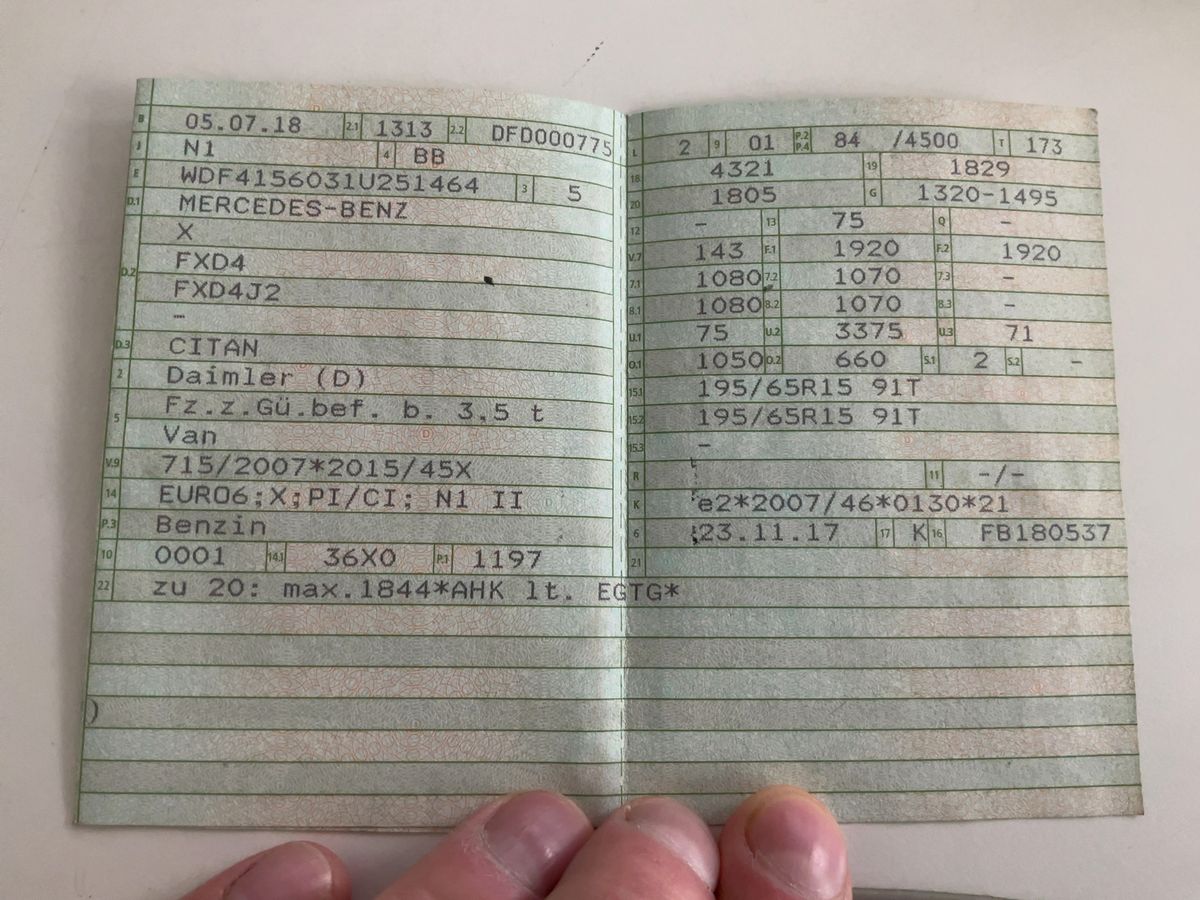 B 05.07.18 2.1 1313 2.2 DFD000775
J N1 4 BB
E WDF4156031U251464 3 5
D.1 MERCEDES-BENZ
X
D.2 FXD4
FXD4J2
–
D.3 CITAN
2 Daimler (D)
5 Fz.z.Gü.bef. b. 3,5 t
Van
V.9 715/2007*2015/45X
14 EURO6;X;PI/CI; N1 II
P.3 Benzin
10 0001 14.1 36X0 P.1 1197
22 zu 20: max.1844*AHK lt. EGTG*
)
L 2 9 01 P.2 P.4 84 /4500 T 173
18 4321 19 1829
20 1805 G 1320-1495
12 – 13 75 Q –
V.7 143 F.1 1920 F.2 1920
7.1 1080 7.2 1070 7.3 –
8.1 1080 8.2 1070 8.3 –
U.1 75 U.2 3375 U.3 71
O.1 1050 O.2 660 S.1 2 S.2 –
15.1 195/65R15 91T
15.2 195/65R15 91T
15.3 –
R 11 –/–
K e2*2007/46*0130*21
6 23.11.17 17 K 16 FB180537
21